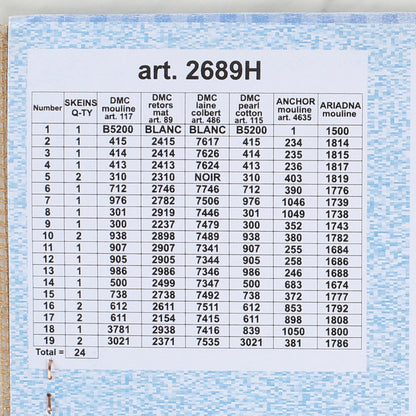 art. 2689H
Number SKEINS Q-TY DMC mouline art. 117 DMC retors mat art. 89 DMC laine colbert art. 486 DMC pearl cotton art. 115 ANCHOR mouline art. 4635 ARIADNA mouline
1 1 B5200 BLANC BLANC B5200 1 1500
2 1 415 2415 7617 415 234 1814
3 1 414 2414 7626 414 235 1815
4 1 413 2413 7624 413 236 1817
5 2 310 2310 NOIR 310 403 1819
6 1 712 2746 7746 712 390 1776
7 1 976 2782 7506 976 1046 1739
8 1 301 2919 7446 301 1049 1738
9 1 300 2237 7479 300 352 1743
10 2 938 2898 7489 938 380 1782
11 1 907 2907 7341 907 255 1684
12 1 905 2905 7344 905 258 1686
13 1 986 2986 7346 986 246 1688
14 1 500 2499 7347 500 683 1674
15 1 738 2738 7492 738 372 1777
16 2 612 2611 7511 612 853 1792
17 2 611 2154 7415 611 898 1808
18 1 3781 2938 7416 839 1050 1800
19 2 3021 2371 7535 3021 381 1786
Total = 24